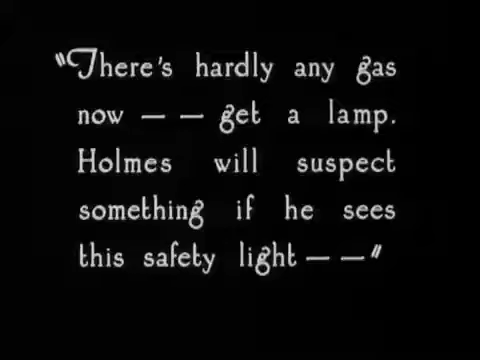 "There's hardly any gas
now — — get a lamp.
Holmes will suspect
something if he sees
this safety light — —"